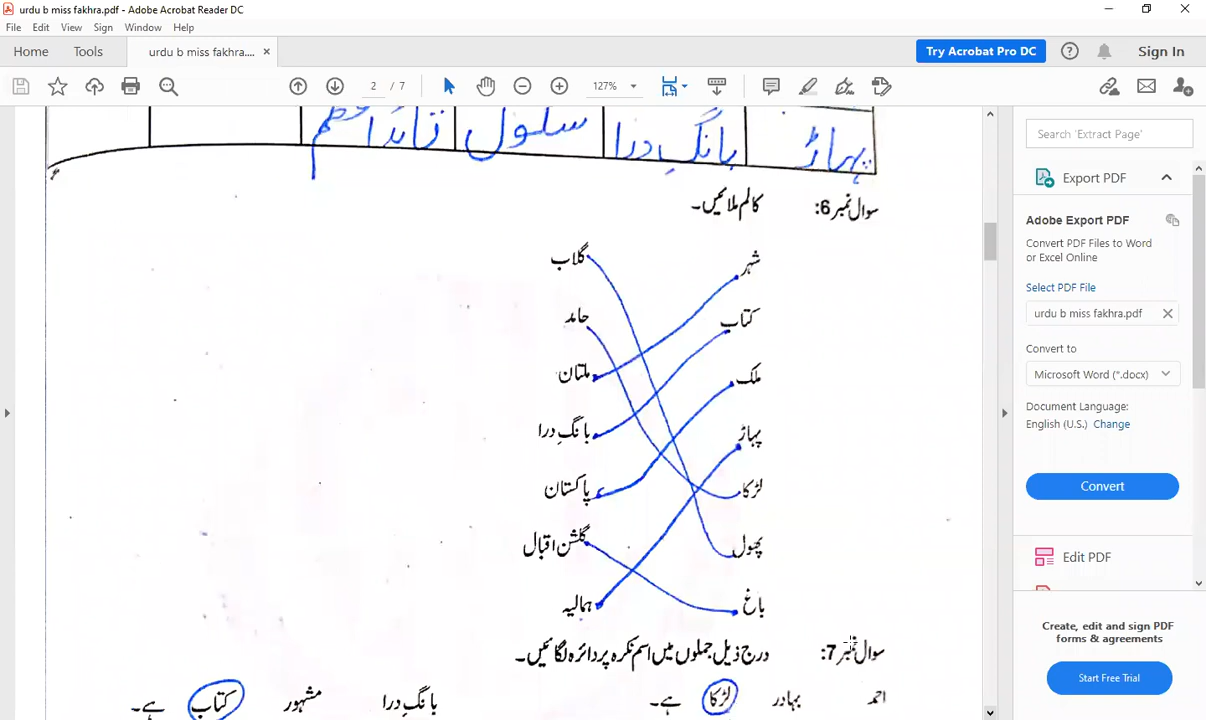 urdu b miss fakhra.pdf - Adobe Acrobat Reader DC
File Edit View Sign Window Help
Home Tools urdu b miss fakhra.... × Try Acrobat Pro DC ? Sign In
2 / 7 127%
پہاڑ بانگِ درا سلول قائداعظم
سوال نمبر6: کالم ملائیں۔
شہر گلاب
کتاب حامد
ملک ملتان
پہاڑ بانگِ درا
لڑکا پاکستان
پھول گلشن اقبال
باغ ہمالیہ
سوال نمبر7: درج ذیل جملوں میں اسم نکرہ پر دائرہ لگائیں۔
احمد بہادر لڑکا ہے۔ بانگِ درا مشہور کتاب ہے۔
Search 'Extract Page'
Export PDF
Adobe Export PDF
Convert PDF Files to Word
or Excel Online
Select PDF File
urdu b miss fakhra.pdf
Convert to
Microsoft Word (*.docx)
Document Language:
English (U.S.) Change
Convert
Edit PDF
Create, edit and sign PDF
forms & agreements
Start Free Trial